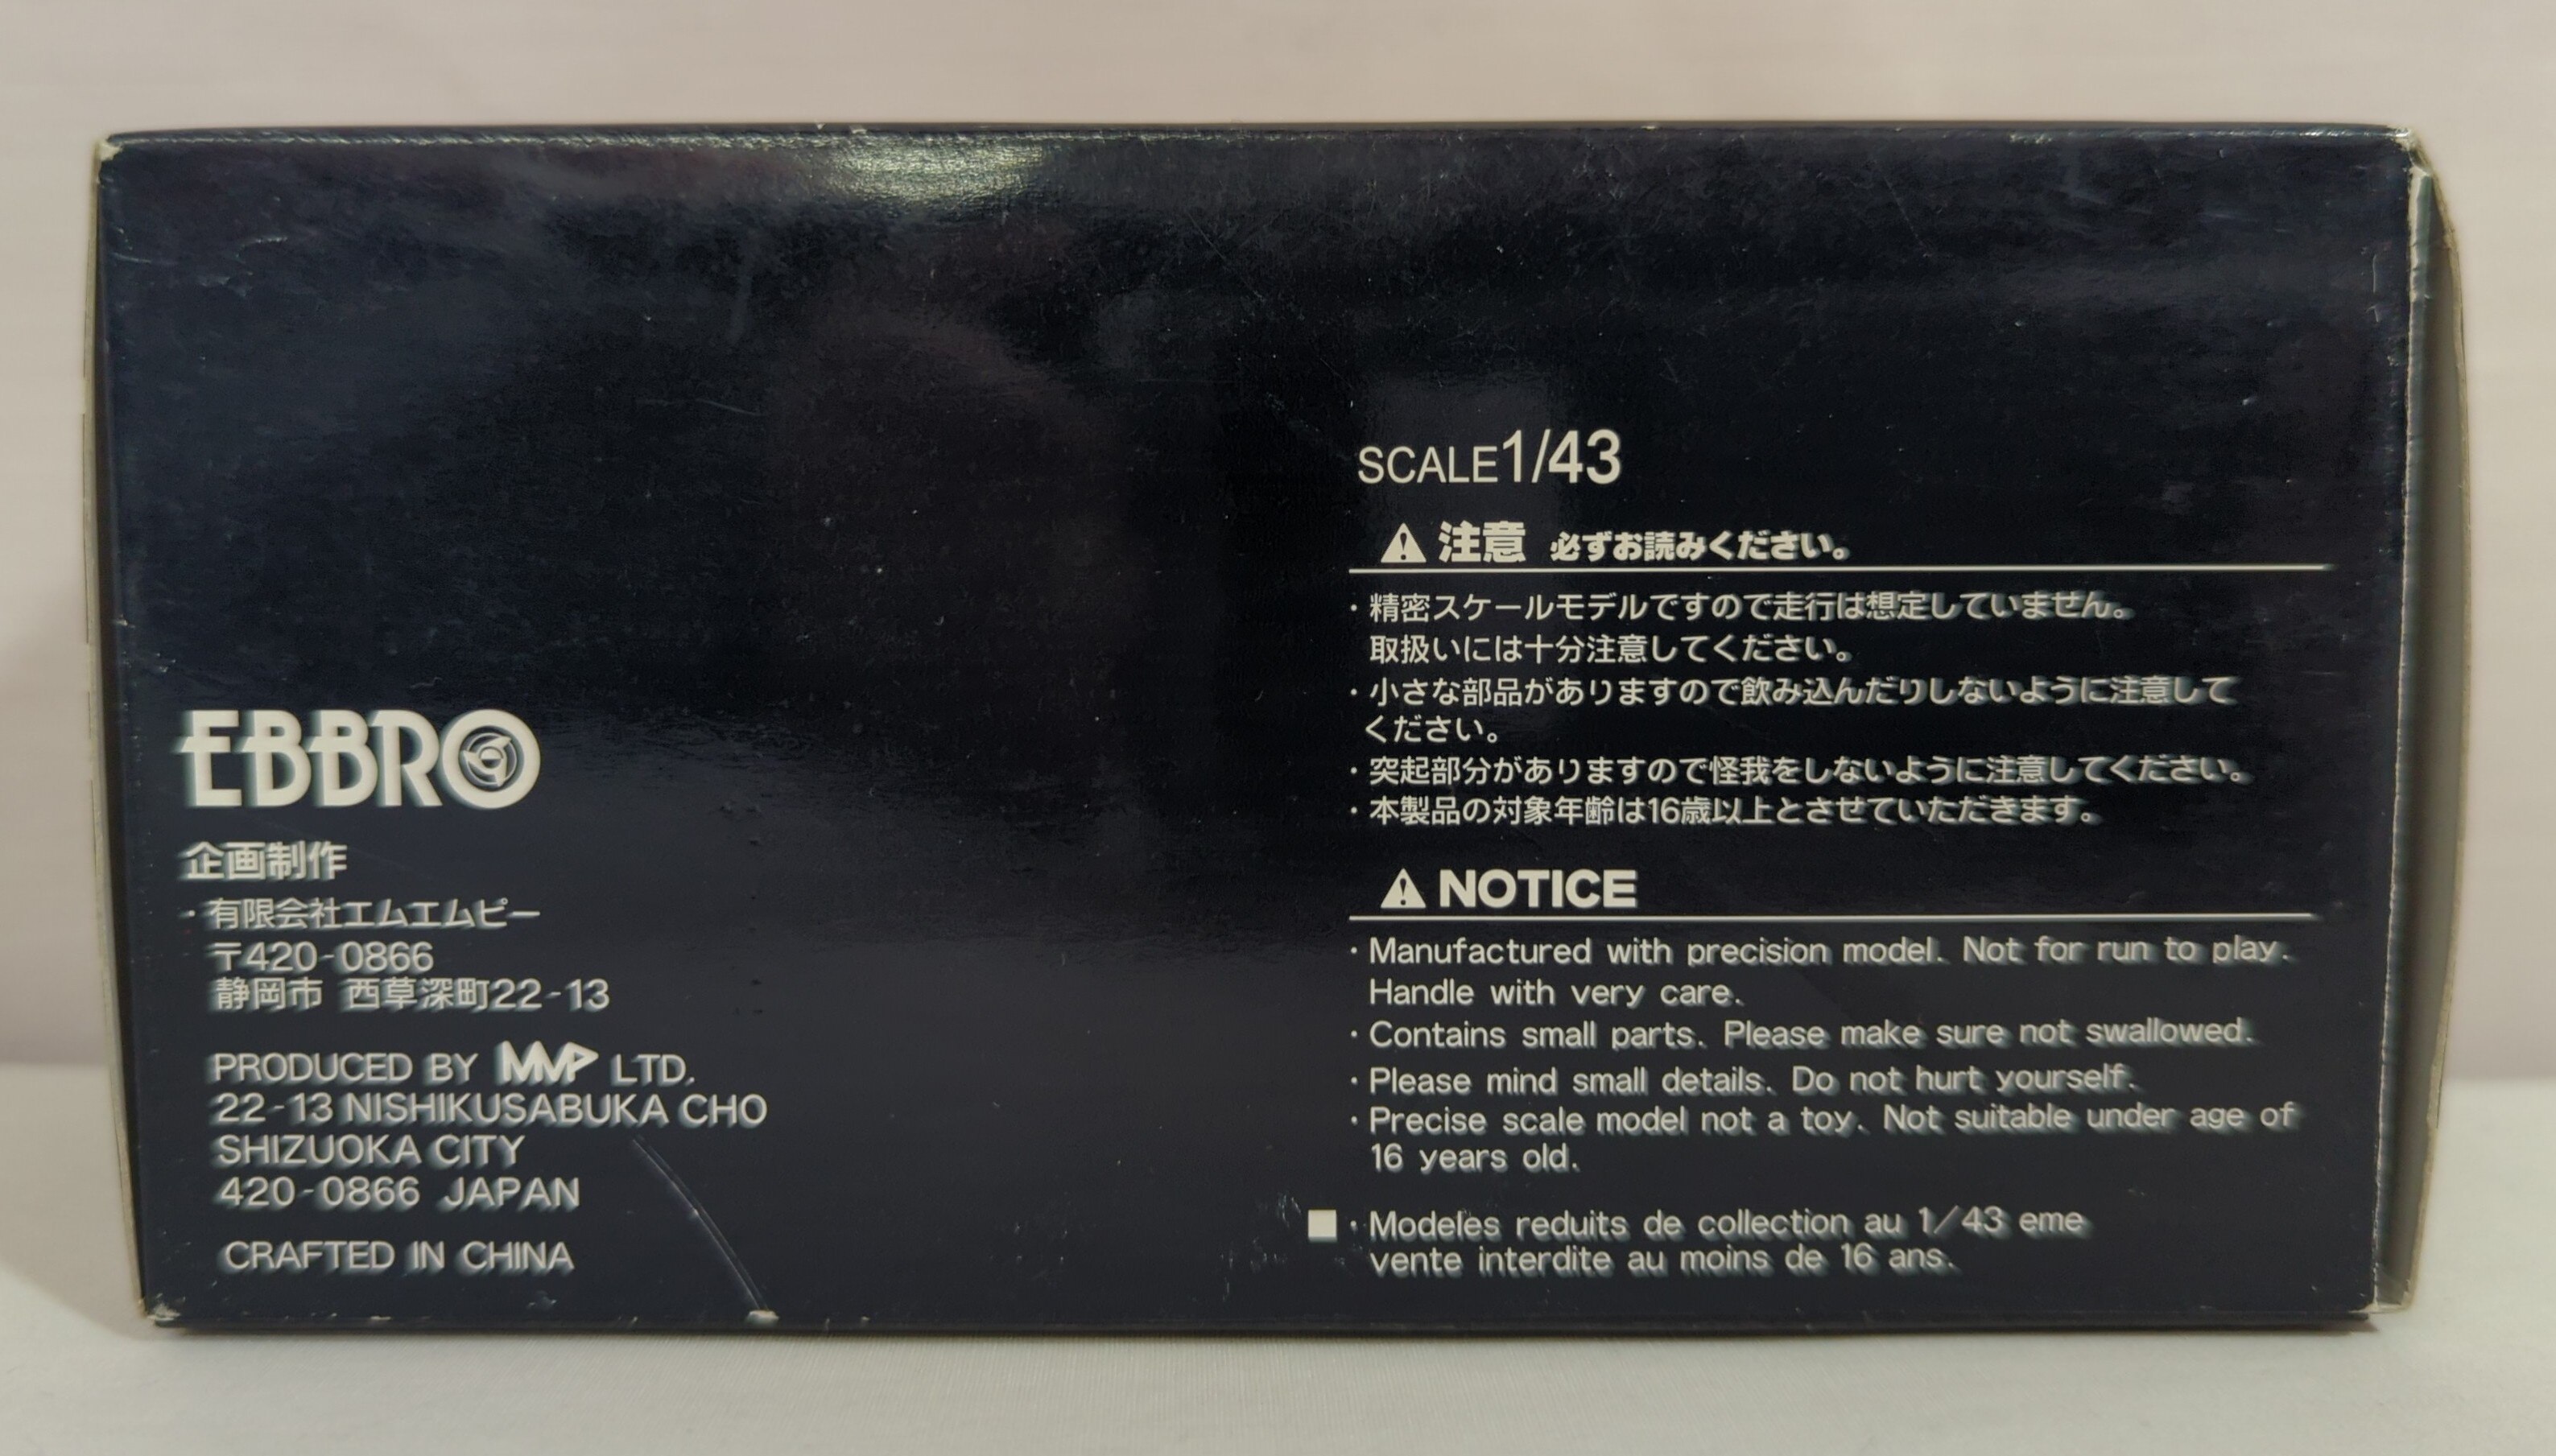 EBBRO
企画制作
・有限会社エムエムピー
〒420-0866
静岡市 西草深町22-13
PRODUCED BY MMP LTD.
22-13 NISHIKUSABUKA CHO
SHIZUOKA CITY
420-0866 JAPAN
CRAFTED IN CHINA
SCALE1/43
⚠注意 必ずお読みください。
・精密スケールモデルですので走行は想定していません。
取扱いには十分注意してください。
・小さな部品がありますので飲み込んだりしないように注意して
ください。
・突起部分がありますので怪我をしないように注意してください。
・本製品の対象年齢は16歳以上とさせていただきます。
⚠NOTICE
・Manufactured with precision model. Not for run to play.
Handle with very care.
・Contains small parts. Please make sure not swallowed.
・Please mind small details. Do not hurt yourself.
・Precise scale model not a toy. Not suitable under age of
16 years old.
■・Modeles reduits de collection au 1/43 eme
vente interdite au moins de 16 ans.